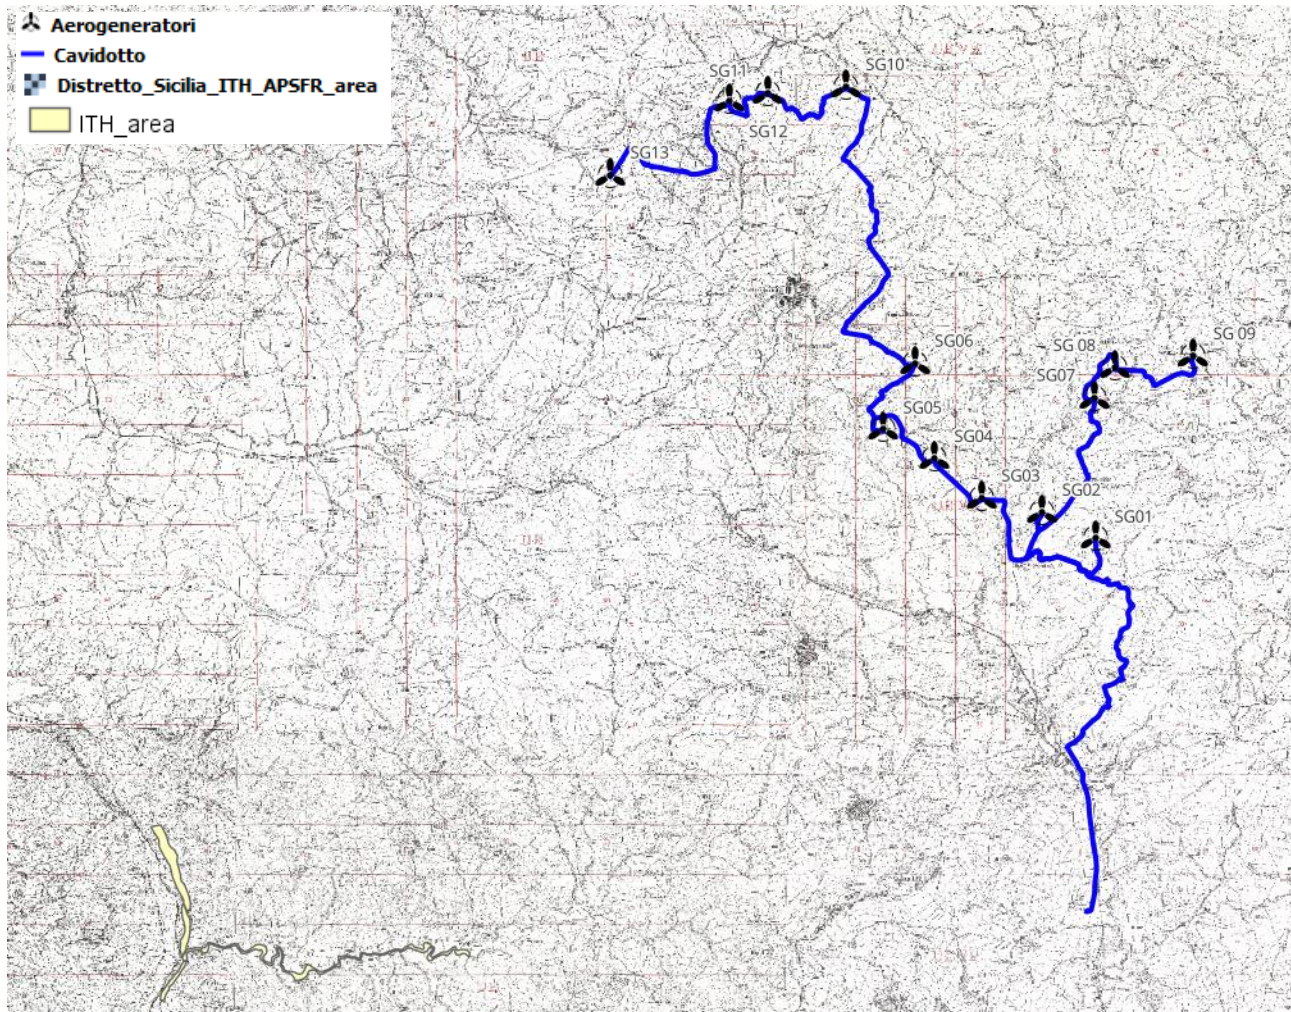 Aerogeneratori
Cavidotto
Distretto_Sicilia_ITH_APSFR_area
ITH_area
SG10
SG11
SG12
SG13
SG06
SG 08
SG 09
SG07
SG05
SG04
SG03
SG02
SG01